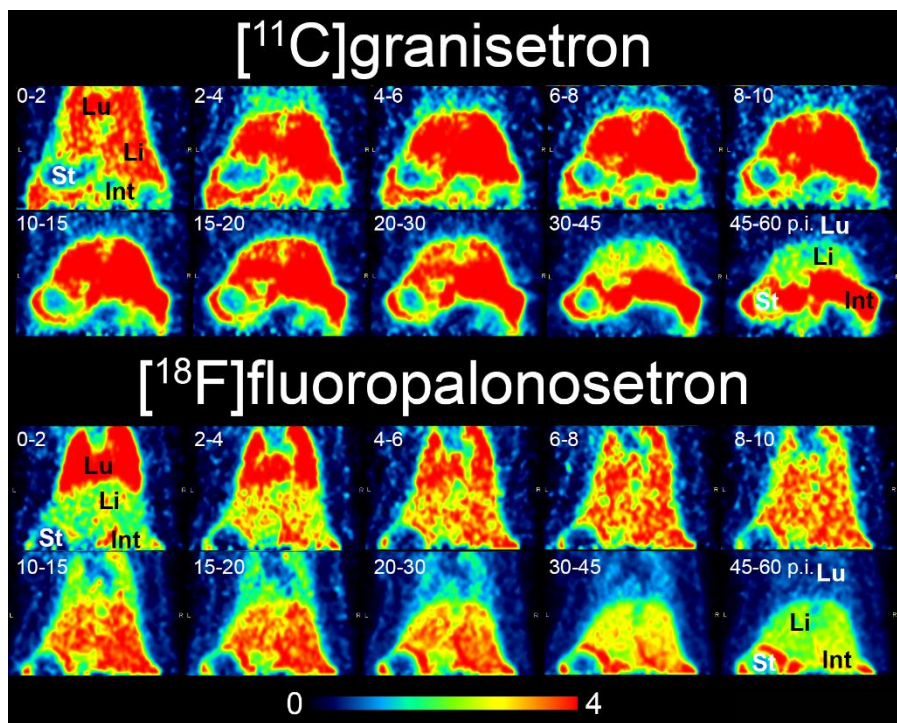 [¹¹C]granisetron
0-2 2-4 4-6 6-8 8-10
Lu
Li
St
Int
L R L R L R L R L R
10-15 15-20 20-30 30-45 45-60 p.i. Lu
Li
St Int
L R L R L R L R L R
[¹⁸F]fluoropalonosetron
0-2 2-4 4-6 6-8 8-10
Lu
Li
St Int
L R L R L R L R L R
10-15 15-20 20-30 30-45 45-60 p.i. Lu
Li
St Int
L R L R L R L R L R
0 4